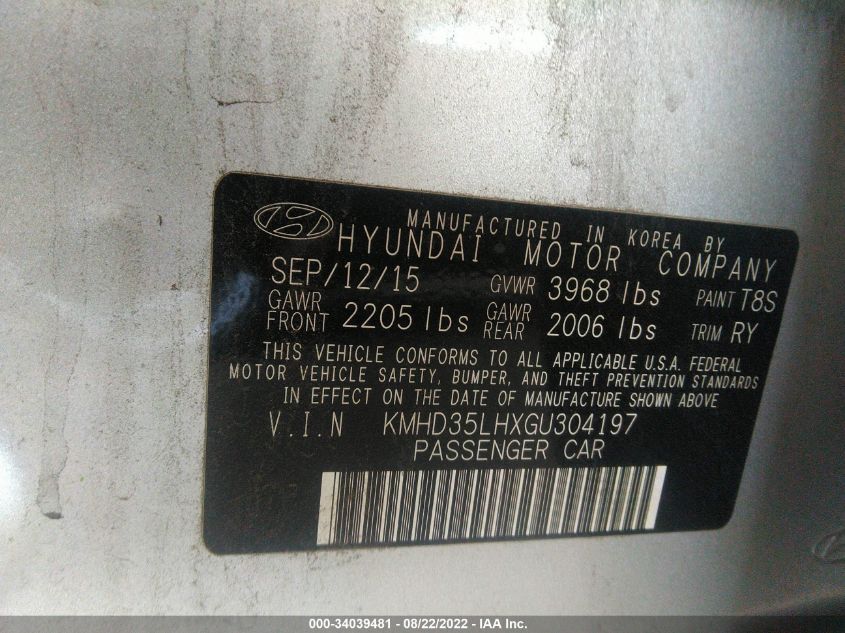 MANUFACTURED IN KOREA BY
HYUNDAI MOTOR COMPANY
SEP/12/15 GVWR 3968 lbs PAINT T8S
GAWR FRONT 2205 lbs GAWR REAR 2006 lbs TRIM RY
THIS VEHICLE CONFORMS TO ALL APPLICABLE U.S.A. FEDERAL
MOTOR VEHICLE SAFETY, BUMPER, AND THEFT PREVENTION STANDARDS
IN EFFECT ON THE DATE OF MANUFACTURE SHOWN ABOVE
V.I.N KMHD35LHXGU304197
PASSENGER CAR
000-34039481 - 08/22/2022 - IAA Inc.